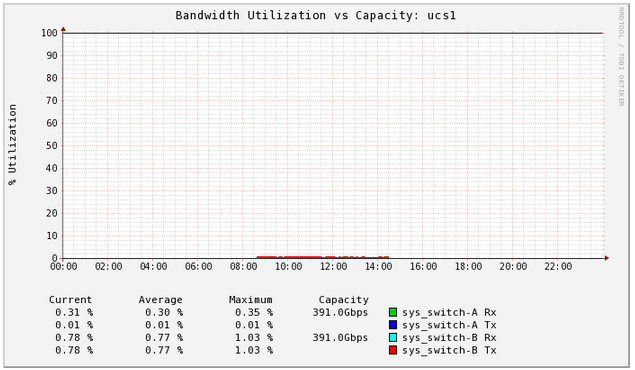 Bandwidth Utilization vs Capacity: ucs1
RRDTOOL / TOBI OETIKER
% Utilization
100
90
80
70
60
50
40
30
20
10
0
00:00 02:00 04:00 06:00 08:00 10:00 12:00 14:00 16:00 18:00 20:00 22:00
Current Average Maximum Capacity
0.31 % 0.30 % 0.35 % 391.0Gbps sys_switch-A Rx
0.01 % 0.01 % 0.01 % sys_switch-A Tx
0.78 % 0.77 % 1.03 % 391.0Gbps sys_switch-B Rx
0.78 % 0.77 % 1.03 % sys_switch-B Tx